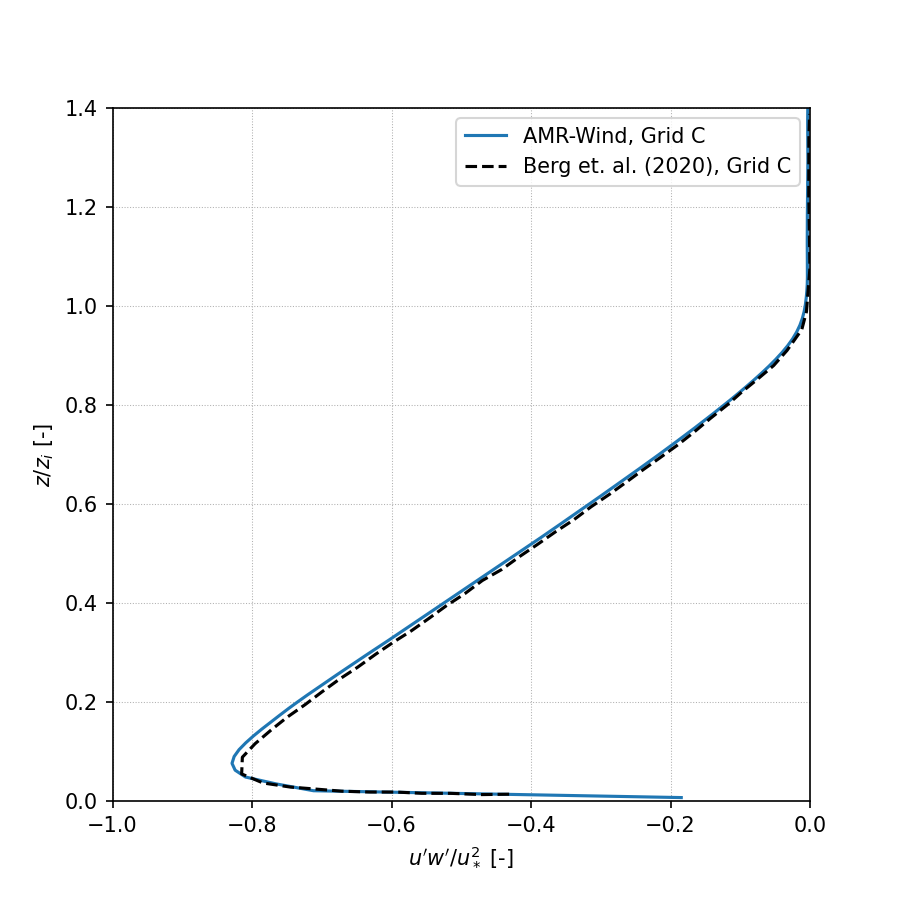 AMR-Wind, Grid C
Berg et. al. (2020), Grid C
1.4
1.2
1.0
0.8
0.6
0.4
0.2
0.0
z/z_i [-]
−1.0 −0.8 −0.6 −0.4 −0.2 0.0
u′w′/u_*^2 [-]